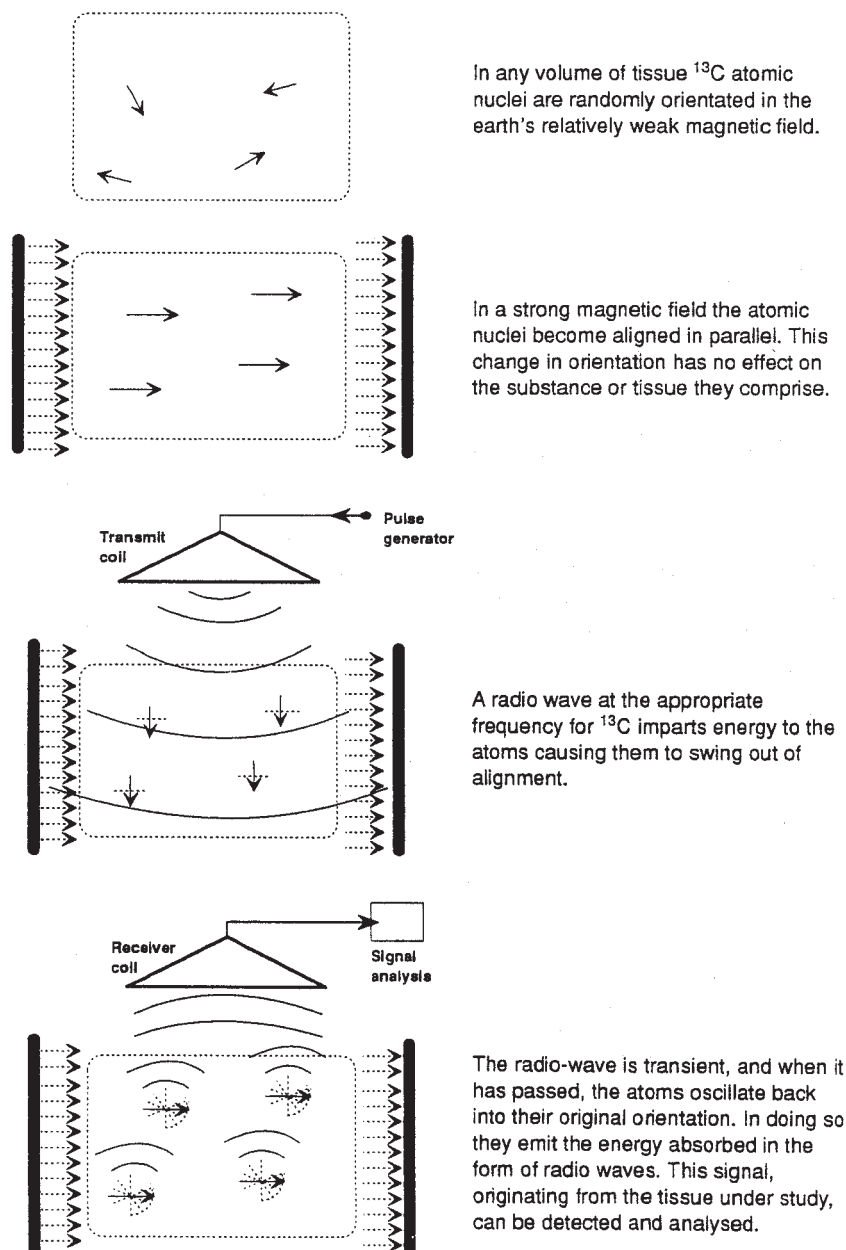 In any volume of tissue ¹³C atomic
nuclei are randomly orientated in the
earth's relatively weak magnetic field.
In a strong magnetic field the atomic
nuclei become aligned in parallel. This
change in orientation has no effect on
the substance or tissue they comprise.
Transmit
coil
Pulse
generator
A radio wave at the appropriate
frequency for ¹³C imparts energy to the
atoms causing them to swing out of
alignment.
Receiver
coil
Signal
analysis
The radio-wave is transient, and when it
has passed, the atoms oscillate back
into their original orientation. In doing so
they emit the energy absorbed in the
form of radio waves. This signal,
originating from the tissue under study,
can be detected and analysed.